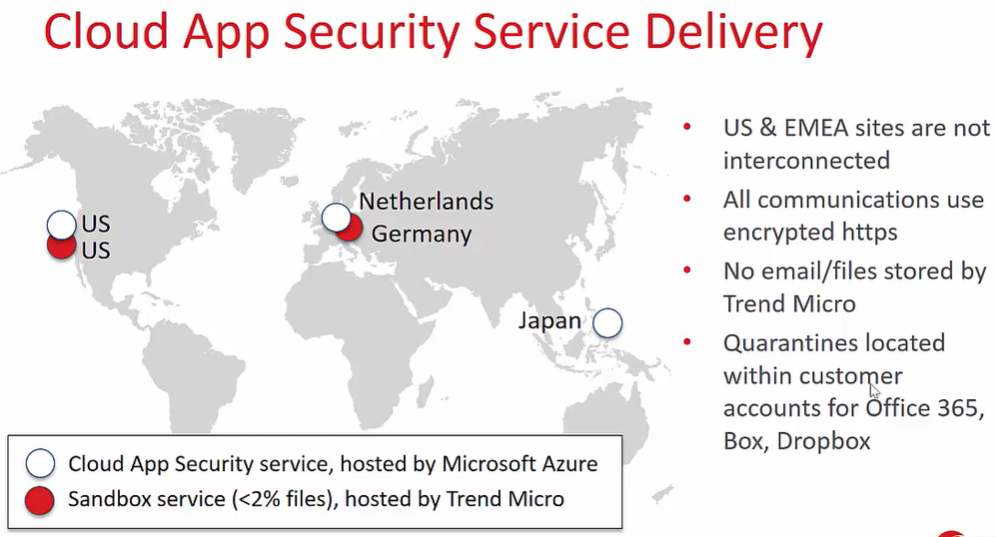 Cloud App Security Service Delivery
US
US
Netherlands
Germany
Japan
• US & EMEA sites are not
interconnected
• All communications use
encrypted https
• No email/files stored by
Trend Micro
• Quarantines located
within customer
accounts for Office 365,
Box, Dropbox
Cloud App Security service, hosted by Microsoft Azure
Sandbox service (<2% files), hosted by Trend Micro